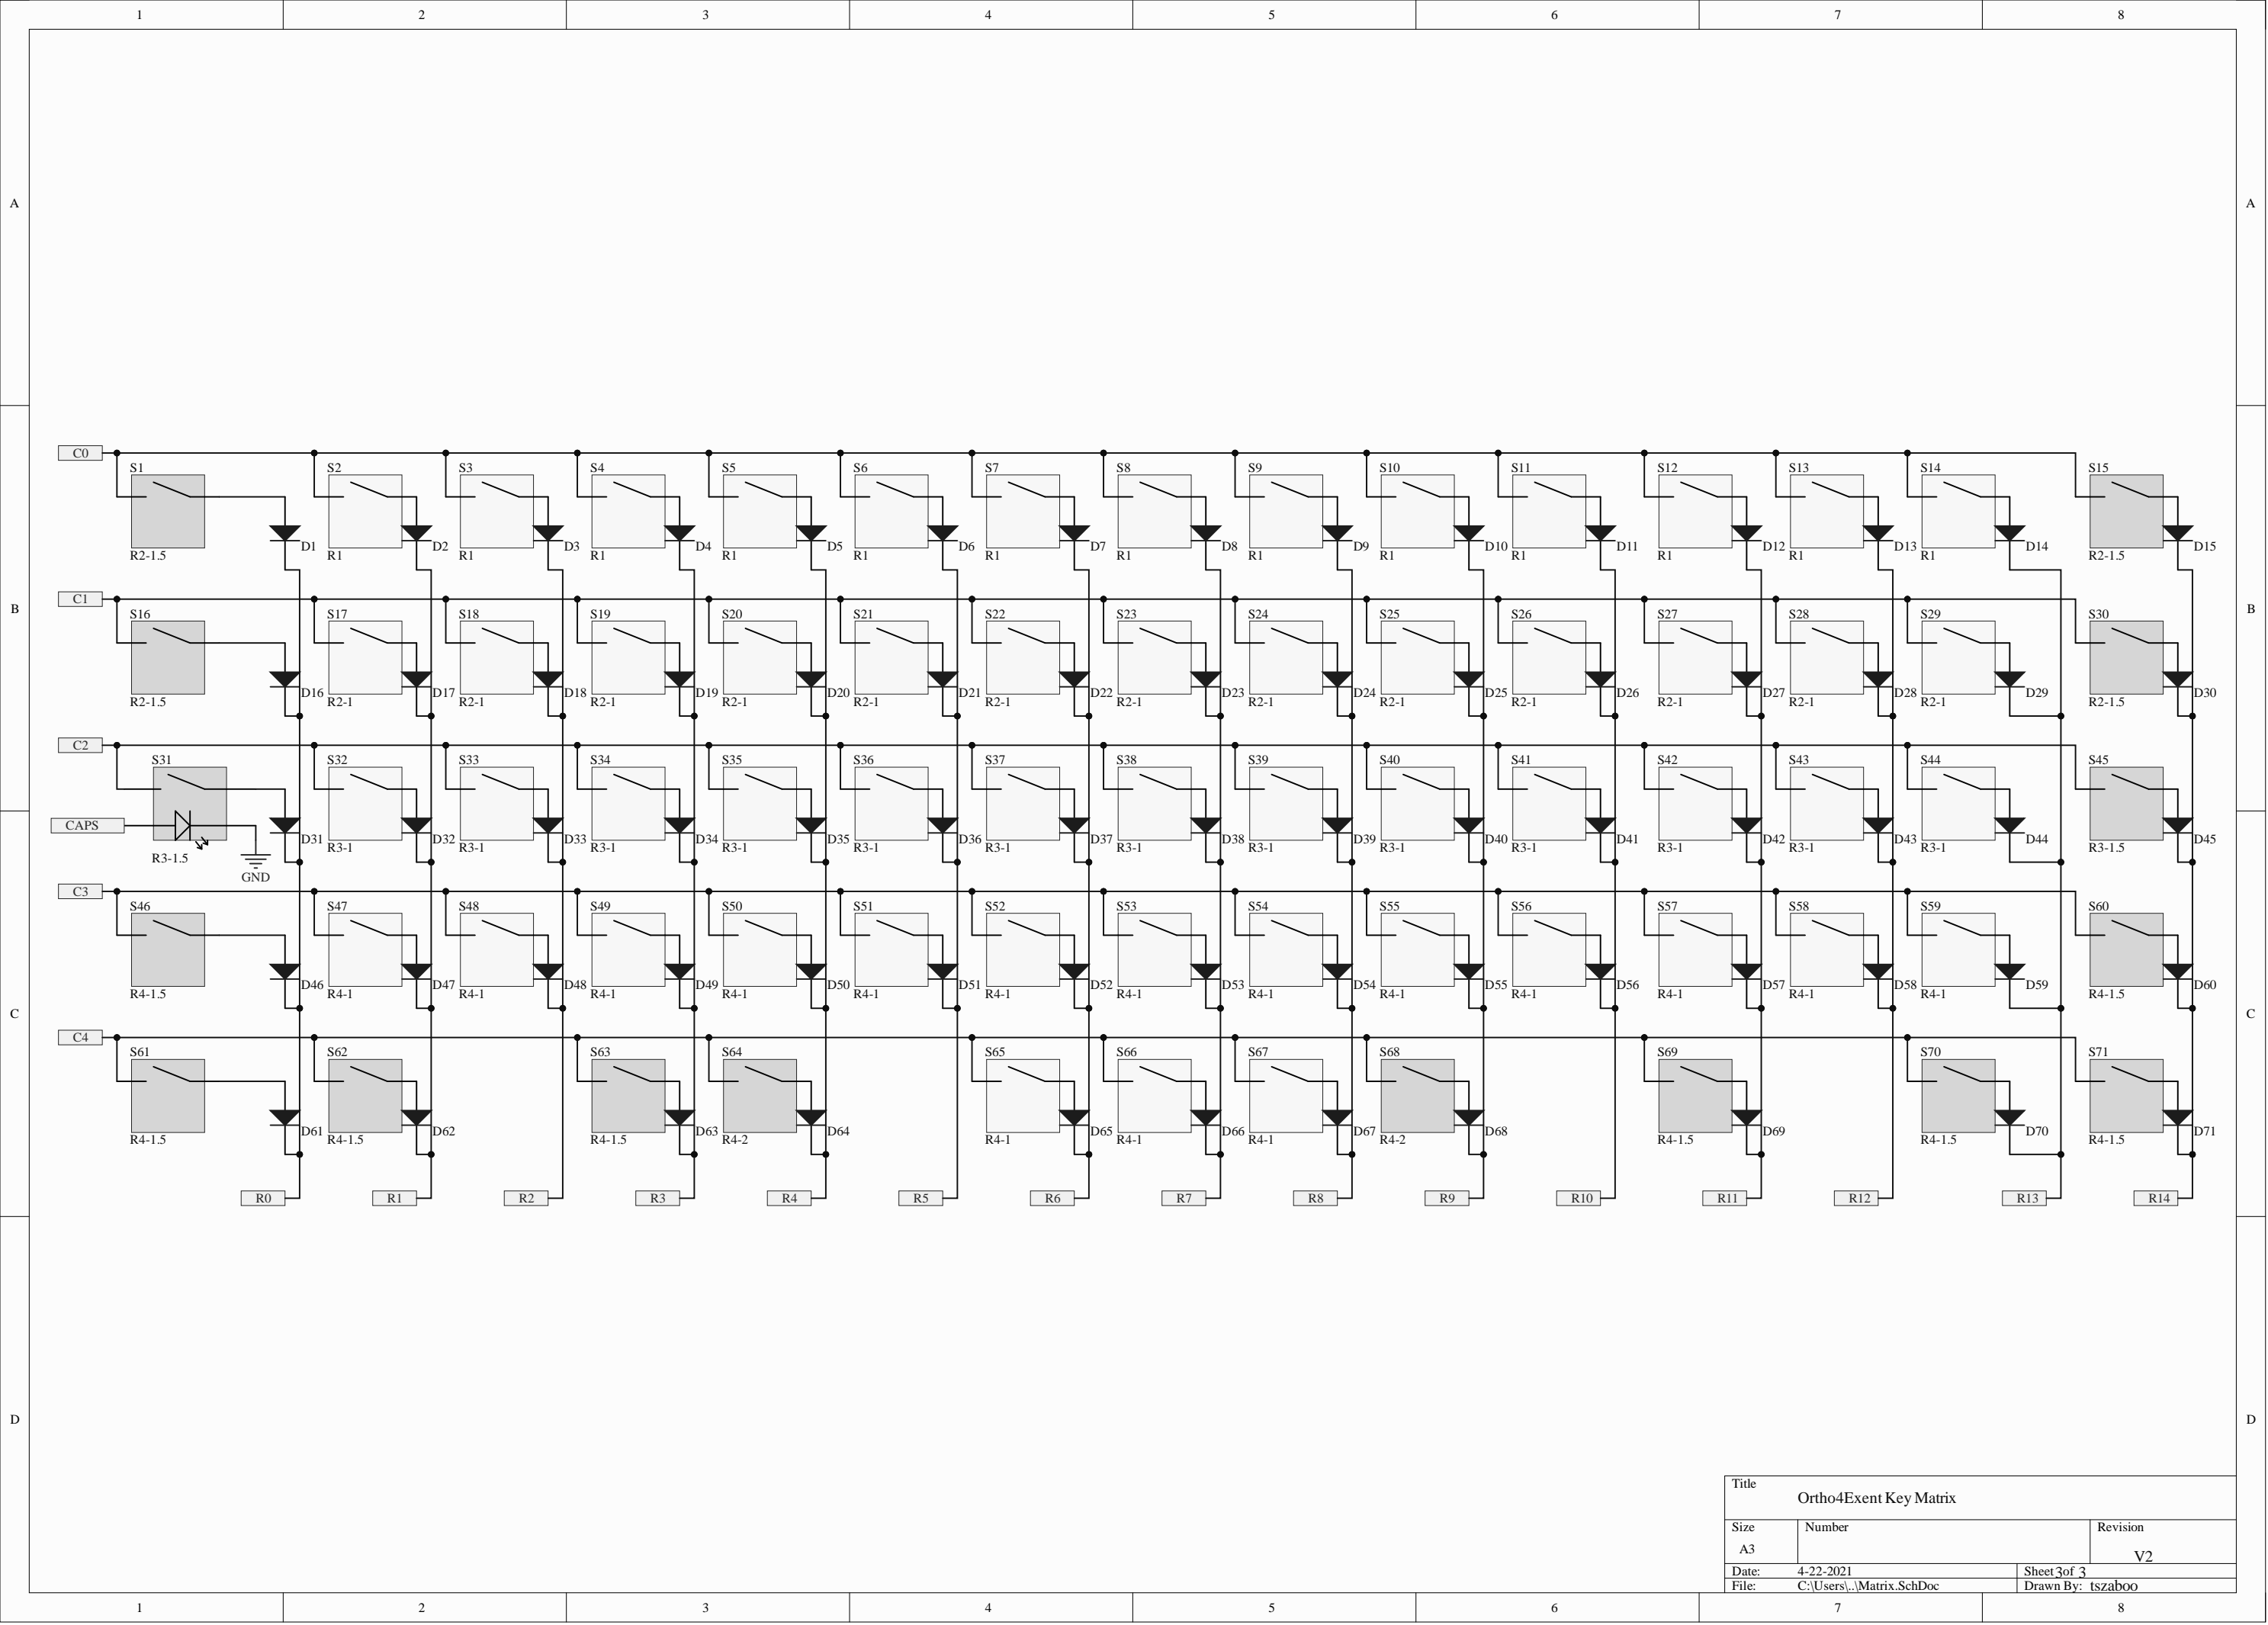 1 2 3 4 5 6 7 8
A A
C0 S1 S2 S3 S4 S5 S6 S7 S8 S9 S10 S11 S12 S13 S14 S15
D1 D2 D3 D4 D5 D6 D7 D8 D9 D10 D11 D12 D13 D14 D15
R2-1.5 R1 R1 R1 R1 R1 R1 R1 R1 R1 R1 R1 R1 R1 R2-1.5
C1
B B
S16 S17 S18 S19 S20 S21 S22 S23 S24 S25 S26 S27 S28 S29 S30
D16 D17 D18 D19 D20 D21 D22 D23 D24 D25 D26 D27 D28 D29 D30
R2-1.5 R2-1 R2-1 R2-1 R2-1 R2-1 R2-1 R2-1 R2-1 R2-1 R2-1 R2-1 R2-1 R2-1 R2-1.5
C2
S31 S32 S33 S34 S35 S36 S37 S38 S39 S40 S41 S42 S43 S44 S45
CAPS
D31 D32 D33 D34 D35 D36 D37 D38 D39 D40 D41 D42 D43 D44 D45
R3-1.5 R3-1 R3-1 R3-1 R3-1 R3-1 R3-1 R3-1 R3-1 R3-1 R3-1 R3-1 R3-1 R3-1 R3-1.5
GND
C3
S46 S47 S48 S49 S50 S51 S52 S53 S54 S55 S56 S57 S58 S59 S60
D46 D47 D48 D49 D50 D51 D52 D53 D54 D55 D56 D57 D58 D59 D60
R4-1.5 R4-1 R4-1 R4-1 R4-1 R4-1 R4-1 R4-1 R4-1 R4-1 R4-1 R4-1 R4-1 R4-1 R4-1.5
C C
C4
S61 S62 S63 S64 S65 S66 S67 S68 S69 S70 S71
D61 D62 D63 D64 D65 D66 D67 D68 D69 D70 D71
R4-1.5 R4-1.5 R4-1.5 R4-2 R4-1 R4-1 R4-1 R4-2 R4-1.5 R4-1.5 R4-1.5
R0 R1 R2 R3 R4 R5 R6 R7 R8 R9 R10 R11 R12 R13 R14
D D
Title
Ortho4Exent Key Matrix
Size Number Revision
A3 V2
Date: 4-22-2021 Sheet 3 of 3
File: C:\Users\..\Matrix.SchDoc Drawn By: tszaboo
1 2 3 4 5 6 7 8